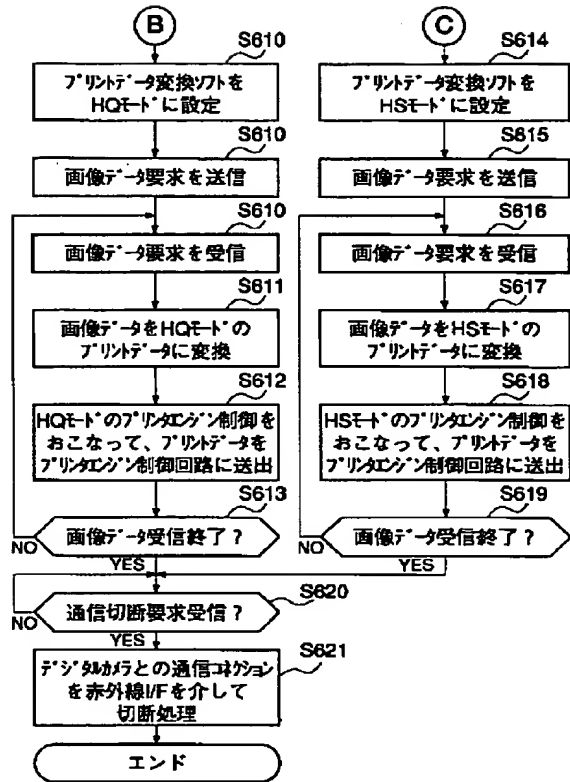 B
S610
プリントデータ変換ソフトを
HQモードに設定
S610
画像データ要求を送信
S610
画像データ要求を受信
S611
画像データをHQモードの
プリントデータに変換
S612
HQモードのプリンタエンジン制御を
おこなって、プリントデータを
プリンタエンジン制御回路に送出
S613
画像データ受信終了?
NO
YES
C
S614
プリントデータ変換ソフトを
HSモードに設定
S815
画像データ要求を送信
S616
画像データ要求を受信
S617
画像データをHSモードの
プリントデータに変換
S618
HSモードのプリンタエンジン制御を
おこなって、プリントデータを
プリンタエンジン制御回路に送出
S619
画像データ受信終了?
NO
YES
S620
通信切断要求受信?
NO
YES
S621
デジタルカメラとの通信コネクション
を赤外線I/Fを介して
切断処理
エンド